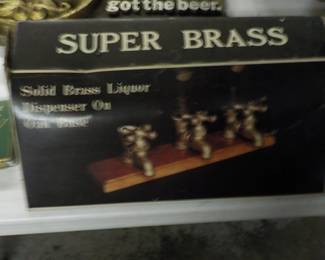 got the beer.
SUPER BRASS
Solid Brass Liquor
Dispenser On
Oak Base